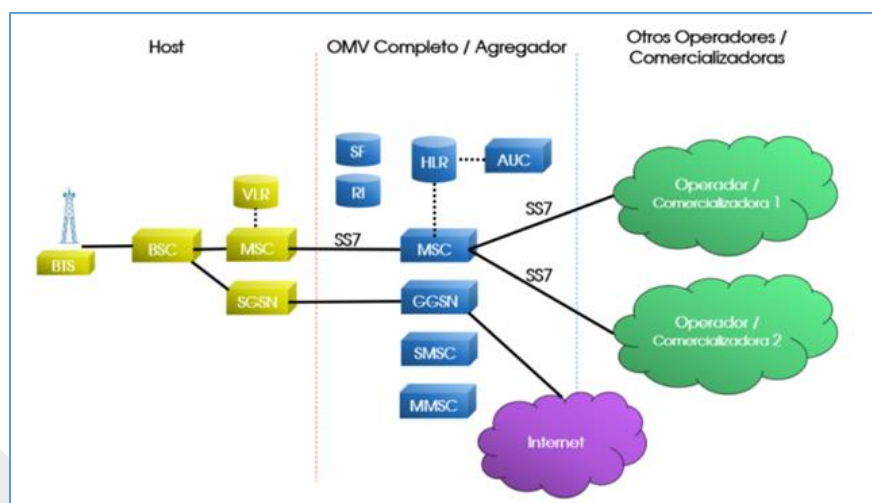 Host
OMV Completo / Agregador
Otros Operadores /
Comercializadoras
SF
HLR
AUC
VLR
RI
SS7
Operador /
Comercializadora 1
BTS
BSC
MSC
SS7
MSC
SS7
SGSN
GGSN
Operador /
Comercializadora 2
SMSC
MMSC
Internet